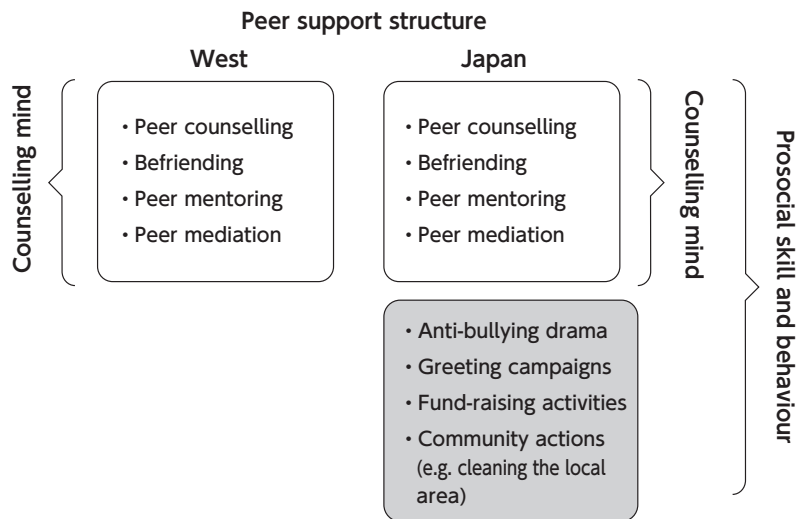 Peer support structure
West
Japan
Counselling mind
• Peer counselling
• Befriending
• Peer mentoring
• Peer mediation
• Peer counselling
• Befriending
• Peer mentoring
• Peer mediation
Counselling mind
Prosocial skill and behaviour
• Anti-bullying drama
• Greeting campaigns
• Fund-raising activities
• Community actions
(e.g. cleaning the local
area)